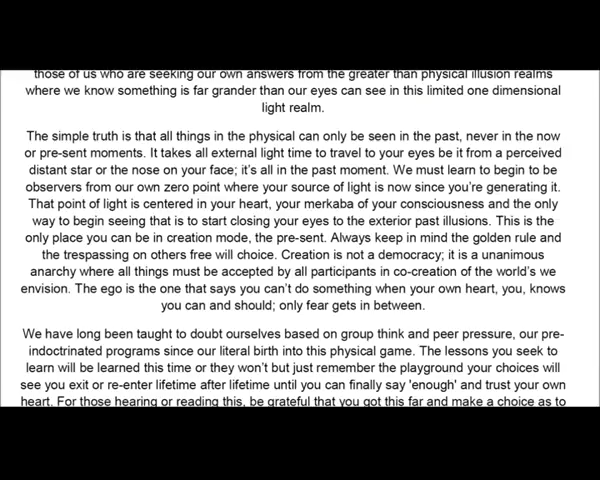 those of us who are seeking our own answers from the greater than physical illusion realms
where we know something is far grander than our eyes can see in this limited one dimensional
light realm.
The simple truth is that all things in the physical can only be seen in the past, never in the now
or pre-sent moments. It takes all external light time to travel to your eyes be it from a perceived
distant star or the nose on your face; it's all in the past moment. We must learn to begin to be
observers from our own zero point where your source of light is now since you're generating it.
That point of light is centered in your heart, your merkaba of your consciousness and the only
way to begin seeing that is to start closing your eyes to the exterior past illusions. This is the
only place you can be in creation mode, the pre-sent. Always keep in mind the golden rule and
the trespassing on others free will choice. Creation is not a democracy; it is a unanimous
anarchy where all things must be accepted by all participants in co-creation of the world's we
envision. The ego is the one that says you can't do something when your own heart, you, knows
you can and should; only fear gets in between.
We have long been taught to doubt ourselves based on group think and peer pressure, our pre-
indoctrinated programs since our literal birth into this physical game. The lessons you seek to
learn will be learned this time or they won't but just remember the playground your choices will
see you exit or re-enter lifetime after lifetime until you can finally say 'enough' and trust your own
heart. For those hearing or reading this, be grateful that you got this far and make a choice as to